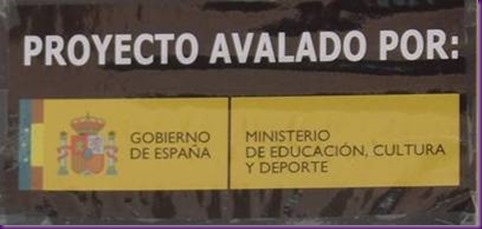 PROYECTO AVALADO POR:
GOBIERNO
DE ESPAÑA
MINISTERIO
DE EDUCACIÓN, CULTURA
Y DEPORTE